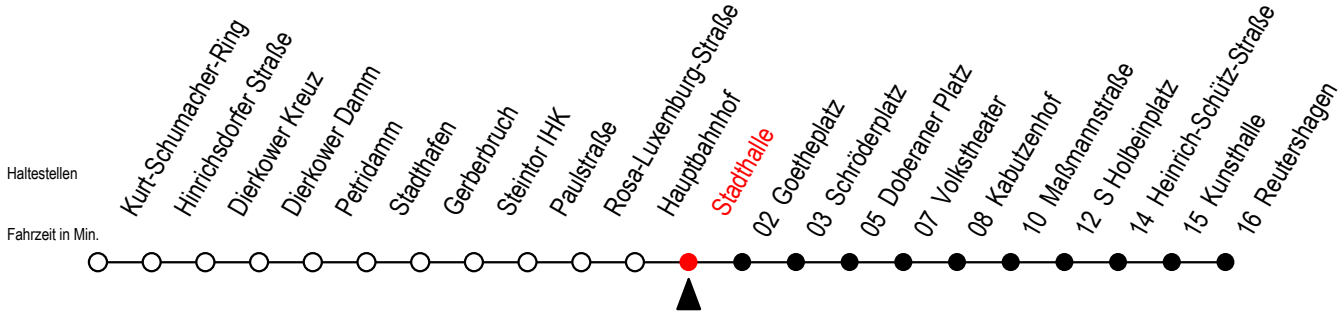 Haltestellen
Fahrzeit in Min.
Kurt-Schumacher-Ring
Hinrichsdorfer Straße
Dierkower Kreuz
Dierkower Damm
Petridamm
Stadthafen
Gerberbruch
Steintor IHK
Paulstraße
Rosa-Luxemburg-Straße
Hauptbahnhof
Stadthalle
02 Goetheplatz
03 Schröderplatz
05 Doberaner Platz
07 Volkstheater
08 Kabutzenhof
10 Maßmannstraße
12 S Holbeinplatz
14 Heinrich-Schütz-Straße
15 Kunsthalle
16 Reutershagen